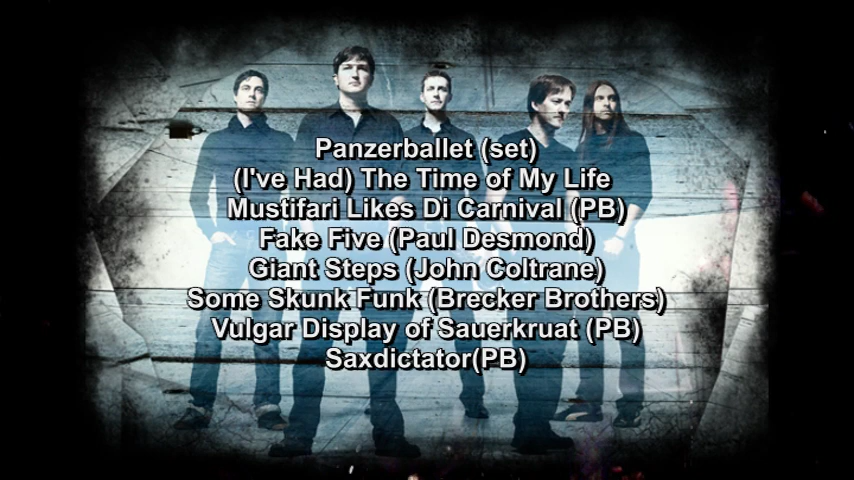 Panzerballet (set)
(I've Had) The Time of My Life
Mustifari Likes Di Carnival (PB)
Fake Five (Paul Desmond)
Giant Steps (John Coltrane)
Some Skunk Funk (Brecker Brothers)
Vulgar Display of Sauerkruat (PB)
Saxdictator(PB)